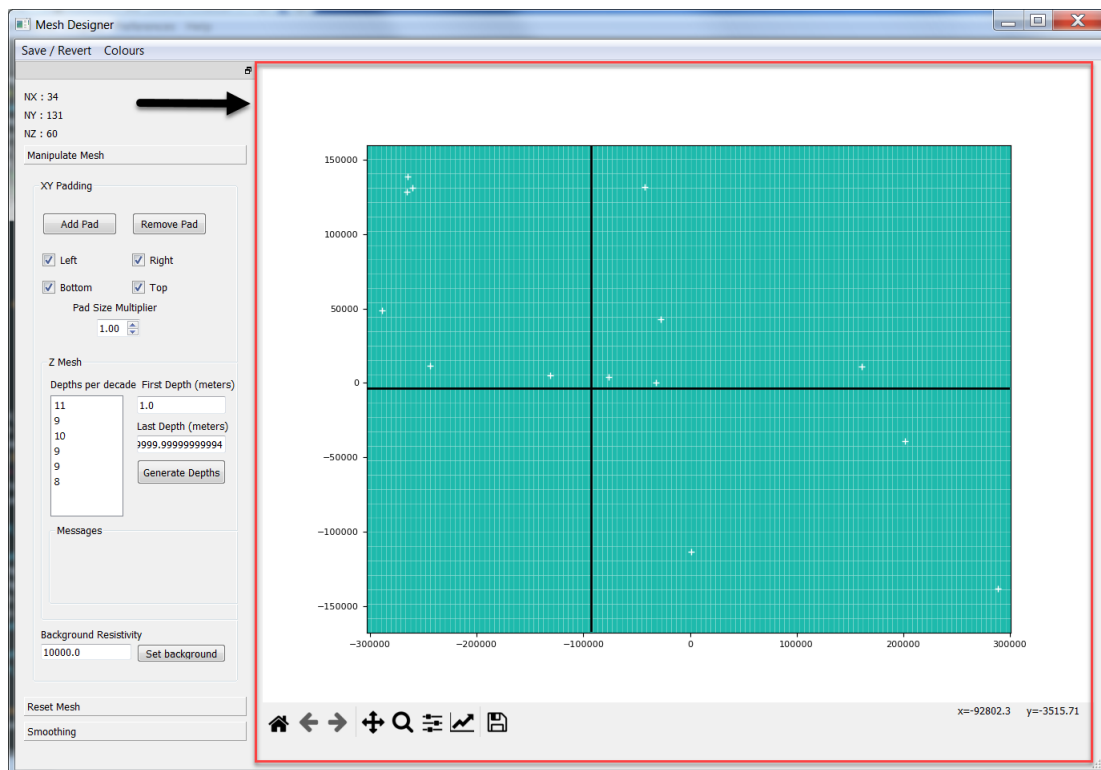 Mesh Designer
Save / Revert Colours
NX : 34
NY : 131
NZ : 60
Manipulate Mesh
XY Padding
Add Pad Remove Pad
Left Right
Bottom Top
Pad Size Multiplier
1.00
Z Mesh
Depths per decade First Depth (meters)
11
9
10
9
9
8
1.0
Last Depth (meters)
9999.99999999994
Generate Depths
Messages
Background Resistivity
10000.0 Set background
Reset Mesh
Smoothing
150000
100000
50000
0
−50000
−100000
−150000
−300000 −200000 −100000 0 100000 200000 300000
x=-92802.3 y=-3515.71